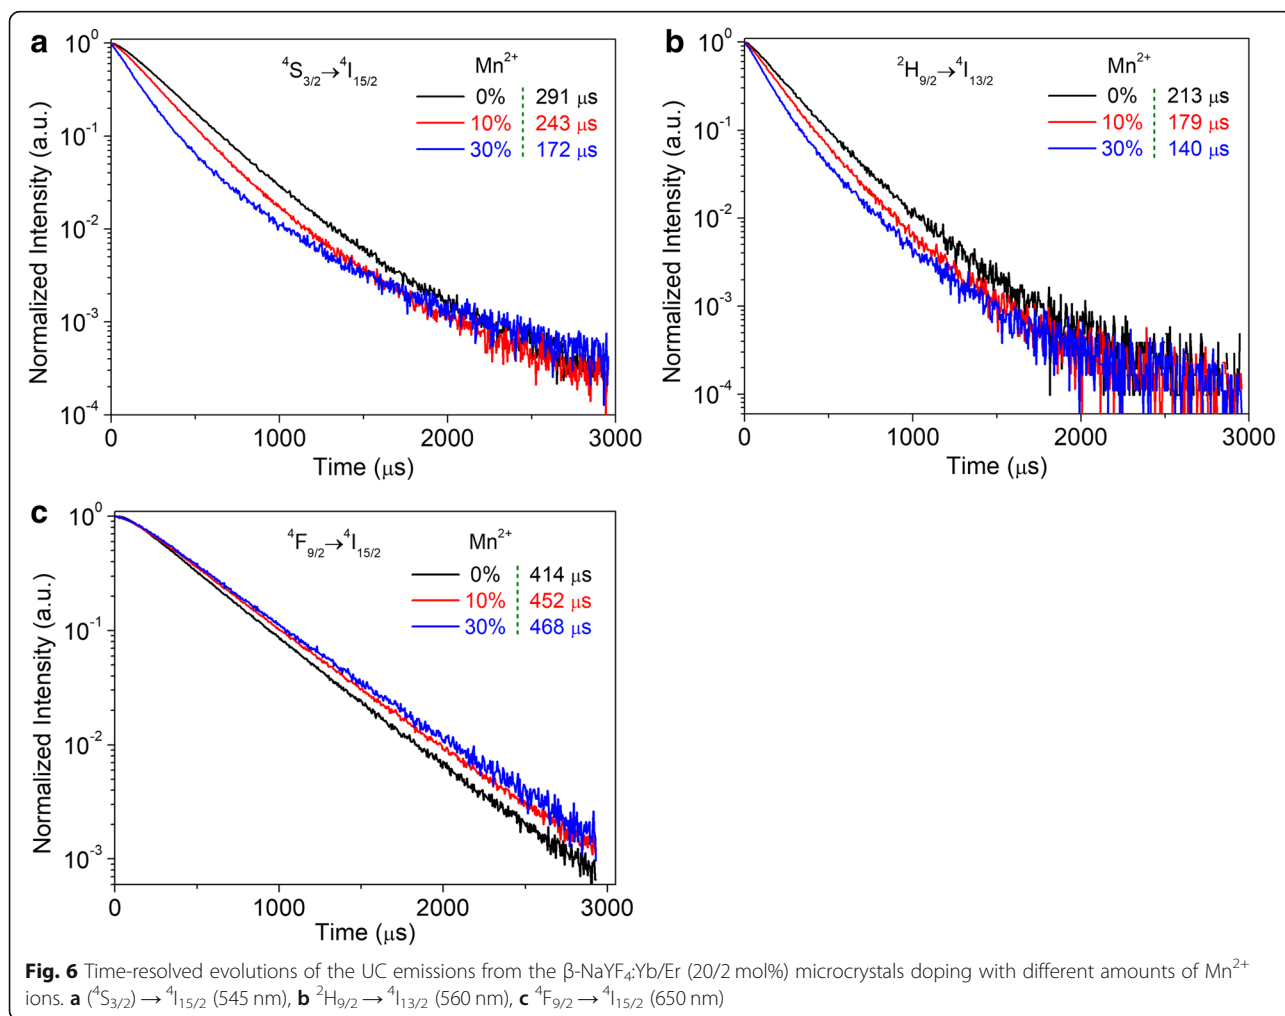 a
⁴S₃/₂→⁴I₁₅/₂
Mn²⁺
0% 291 μs
10% 243 μs
30% 172 μs
10⁰
10⁻¹
10⁻²
10⁻³
10⁻⁴
Normalized Intensity (a.u.)
0 1000 2000 3000
Time (μs)
b
²H₉/₂→⁴I₁₃/₂
Mn²⁺
0% 213 μs
10% 179 μs
30% 140 μs
10⁰
10⁻¹
10⁻²
10⁻³
10⁻⁴
Normalized Intensity (a.u.)
0 1000 2000 3000
Time (μs)
c
⁴F₉/₂→⁴I₁₅/₂
Mn²⁺
0% 414 μs
10% 452 μs
30% 468 μs
10⁰
10⁻¹
10⁻²
10⁻³
Normalized Intensity (a.u.)
0 1000 2000 3000
Time (μs)
Fig. 6 Time-resolved evolutions of the UC emissions from the β-NaYF₄:Yb/Er (20/2 mol%) microcrystals doping with different amounts of Mn²⁺
ions. a (⁴S₃/₂) → ⁴I₁₅/₂ (545 nm), b ²H₉/₂ → ⁴I₁₃/₂ (560 nm), c ⁴F₉/₂ → ⁴I₁₅/₂ (650 nm)